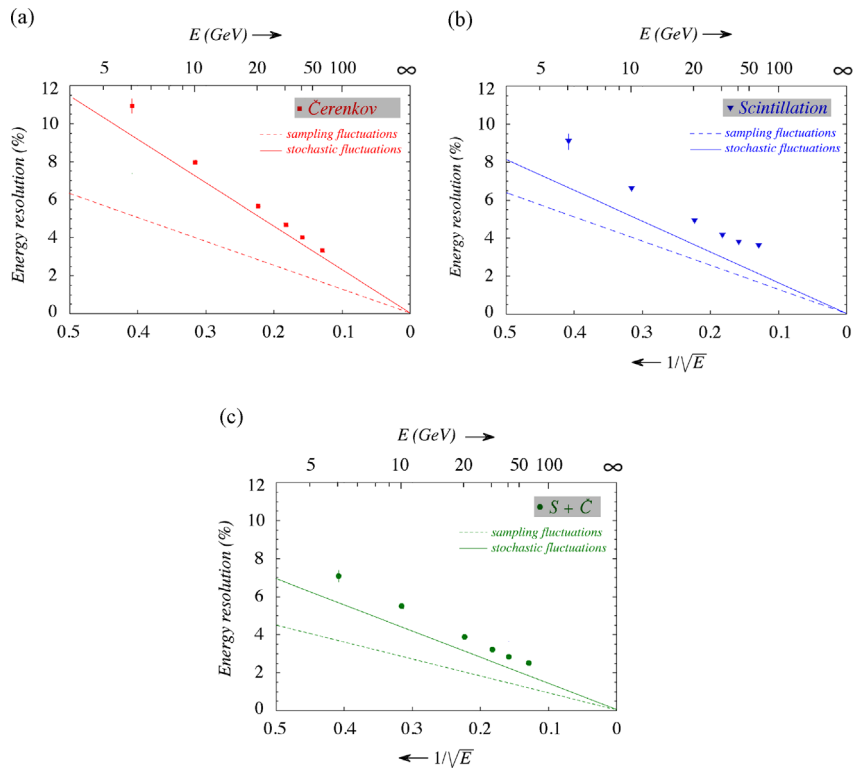 (a)
E (GeV) →
5 10 20 50 100 ∞
12
10
8
6
4
2
0
Energy resolution (%)
Čerenkov
sampling fluctuations
stochastic fluctuations
0.5 0.4 0.3 0.2 0.1 0
(b)
E (GeV) →
5 10 20 50 100 ∞
12
10
8
6
4
2
0
Energy resolution (%)
Scintillation
sampling fluctuations
stochastic fluctuations
0.5 0.4 0.3 0.2 0.1 0
← 1/√E
(c)
E (GeV) →
5 10 20 50 100 ∞
12
10
8
6
4
2
0
Energy resolution (%)
S + Č
sampling fluctuations
stochastic fluctuations
0.5 0.4 0.3 0.2 0.1 0
← 1/√E